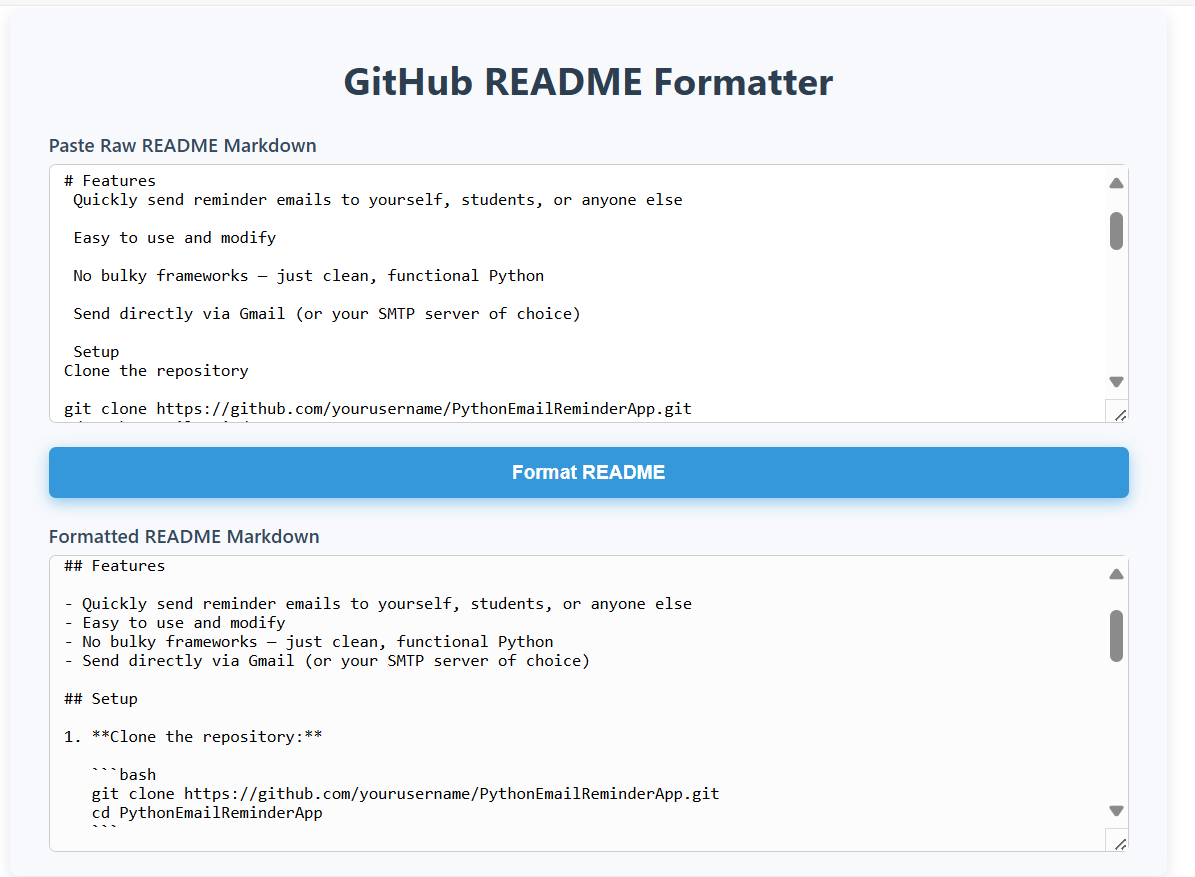 GitHub README Formatter
Paste Raw README Markdown
# Features
Quickly send reminder emails to yourself, students, or anyone else
Easy to use and modify
No bulky frameworks — just clean, functional Python
Send directly via Gmail (or your SMTP server of choice)
Setup
Clone the repository
git clone https://github.com/yourusername/PythonEmailReminderApp.git
Format README
Formatted README Markdown
## Features
- Quickly send reminder emails to yourself, students, or anyone else
- Easy to use and modify
- No bulky frameworks — just clean, functional Python
- Send directly via Gmail (or your SMTP server of choice)
## Setup
1. **Clone the repository:**
```bash
git clone https://github.com/yourusername/PythonEmailReminderApp.git
cd PythonEmailReminderApp
```